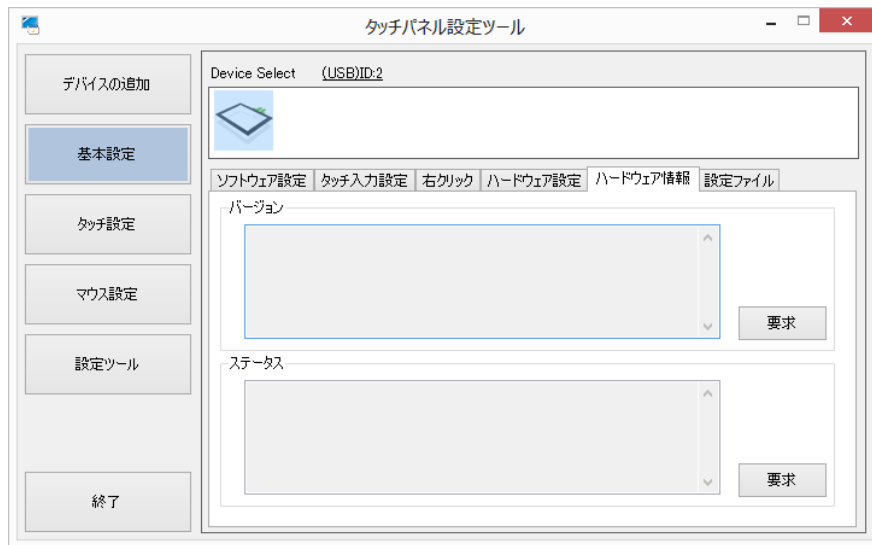 タッチパネル設定ツール
デバイスの追加
基本設定
タッチ設定
マウス設定
設定ツール
終了
Device Select (USB)ID:2
ソフトウェア設定 タッチ入力設定 右クリック ハードウェア設定 ハードウェア情報 設定ファイル
バージョン
要求
ステータス
要求